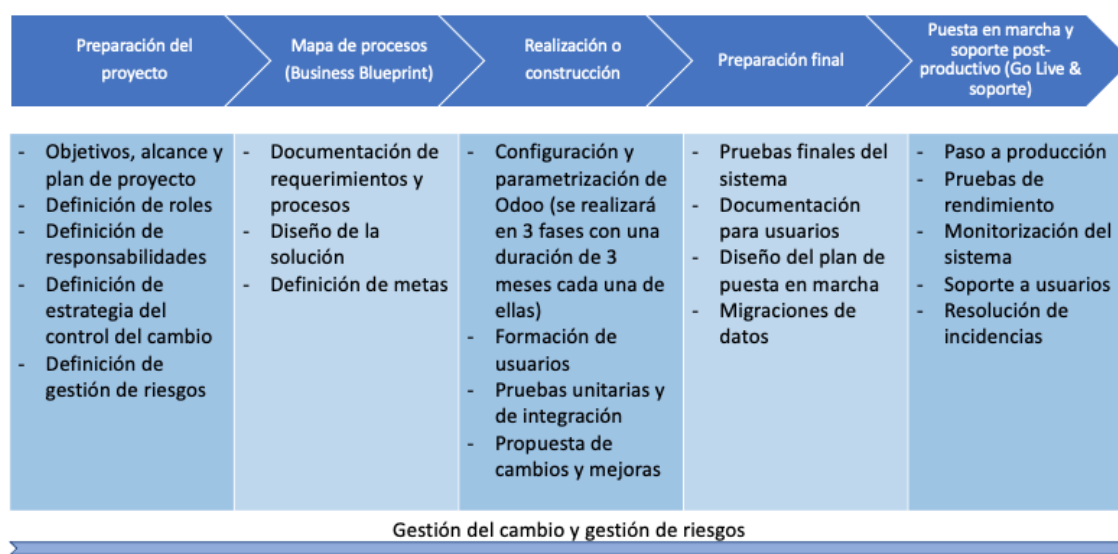 Preparación del
proyecto
Mapa de procesos
(Business Blueprint)
Realización o
construcción
Preparación final
Puesta en marcha y
soporte post-
productivo (Go Live &
soporte)
- Objetivos, alcance y
plan de proyecto
- Definición de roles
- Definición de
responsabilidades
- Definición de
estrategia del
control del cambio
- Definición de
gestión de riesgos
- Documentación de
requerimientos y
procesos
- Diseño de la
solución
- Definición de metas
- Configuración y
parametrización de
Odoo (se realizará
en 3 fases con una
duración de 3
meses cada una de
ellas)
- Formación de
usuarios
- Pruebas unitarias y
de integración
- Propuesta de
cambios y mejoras
- Pruebas finales del
sistema
- Documentación
para usuarios
- Diseño del plan de
puesta en marcha
- Migraciones de
datos
- Paso a producción
- Pruebas de
rendimiento
- Monitorización del
sistema
- Soporte a usuarios
- Resolución de
incidencias
Gestión del cambio y gestión de riesgos